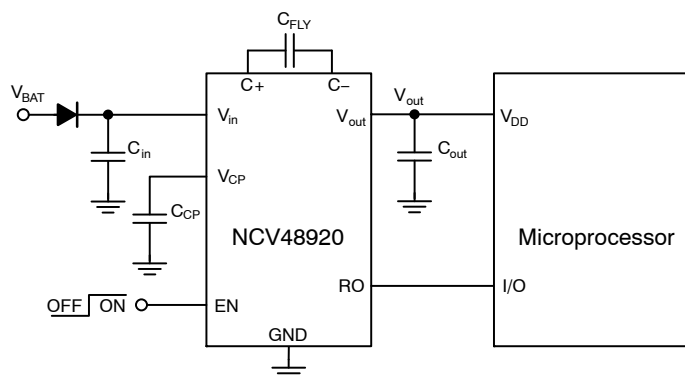 CFLY
C+
C−
VBAT
Vin
Vout
Vout
VDD
Cin
Cout
VCP
CCP
NCV48920
Microprocessor
RO
I/O
OFF
ON
EN
GND